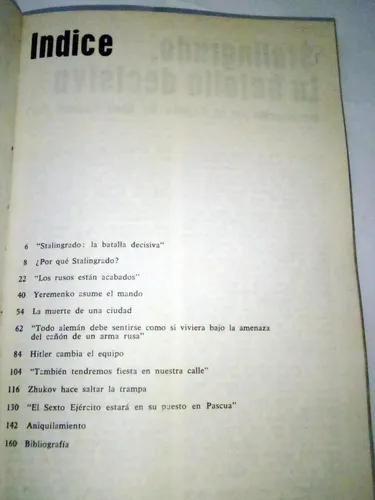 Indice
6 "Stalingrado: la batalla decisiva"
8 ¿Por qué Stalingrado?
22 "Los rusos están acabados"
40 Yeremenko asume el mando
54 La muerte de una ciudad
62 "Todo alemán debe sentirse como si viviera bajo la amenaza
del cañón de un arma rusa"
84 Hitler cambia el equipo
104 "También tendremos fiesta en nuestra calle"
116 Zhukov hace saltar la trampa
130 "El Sexto Ejército estará en su puesto en Pascua"
142 Aniquilamiento
160 Bibliografía